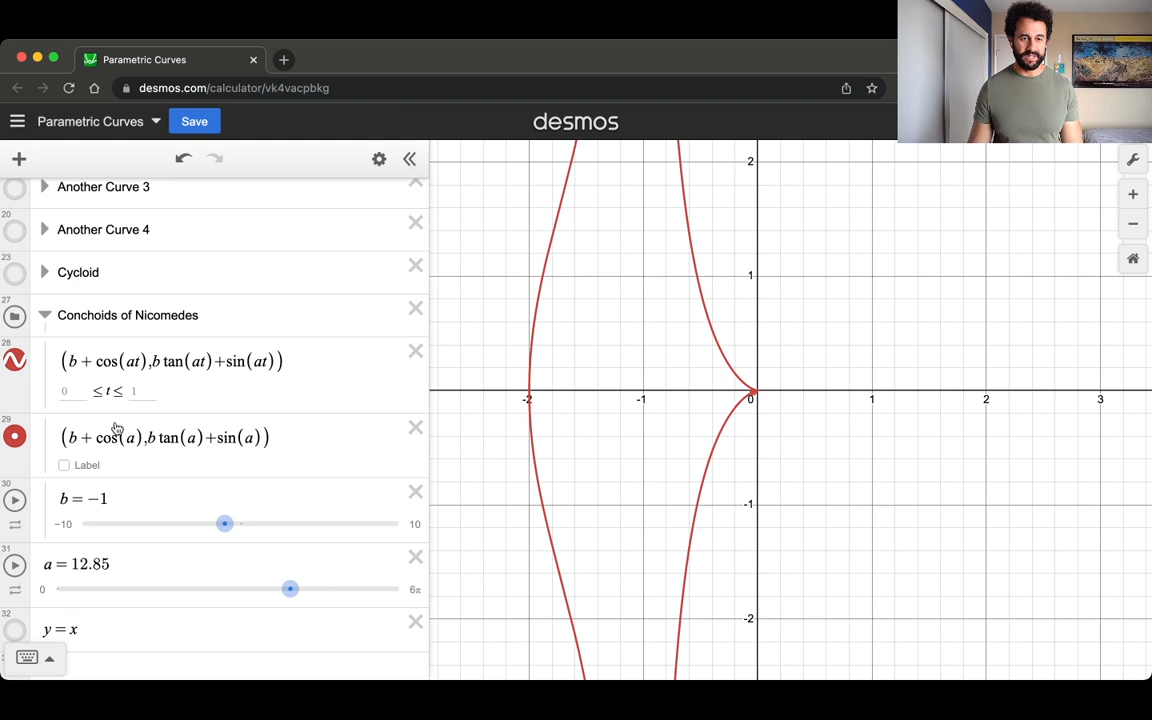 Parametric Curves
desmos.com/calculator/vk4vacpbkg
Parametric Curves
Save
desmos
Another Curve 3
20
Another Curve 4
23
Cycloid
27
Conchoids of Nicomedes
28
(b + cos(at), b tan(at) + sin(at))
0 ≤ t ≤ 1
29
(b + cos(a), b tan(a) + sin(a))
Label
30
b = −1
−10
10
31
a = 12.85
0
6π
32
y = x
2
1
-2
-1
0
1
2
3
-1
-2